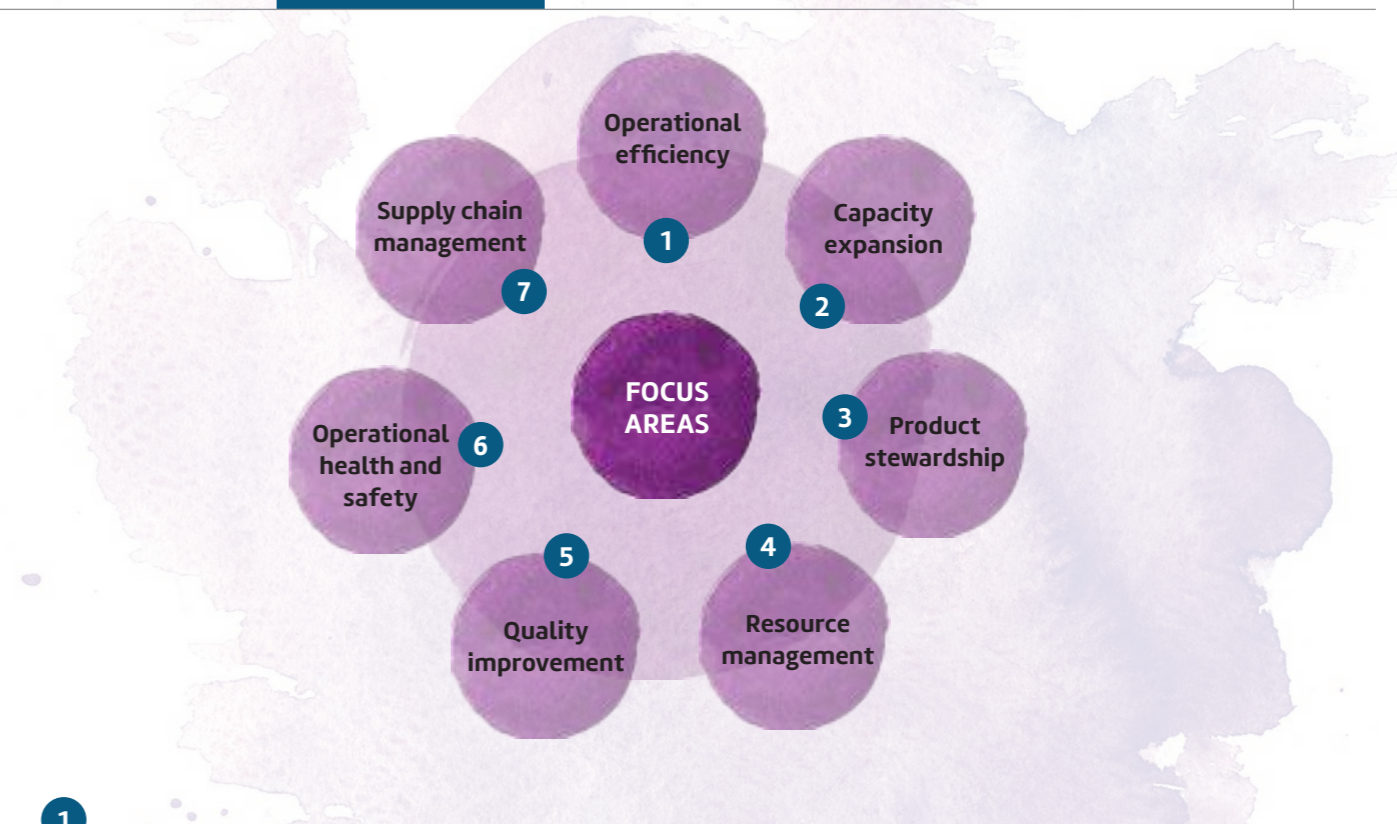 Operational
efficiency
1
Capacity
expansion
2
3
Product
stewardship
4
Resource
management
5
Quality
improvement
Operational
health and
safety
6
Supply chain
management
7
FOCUS
AREAS
1